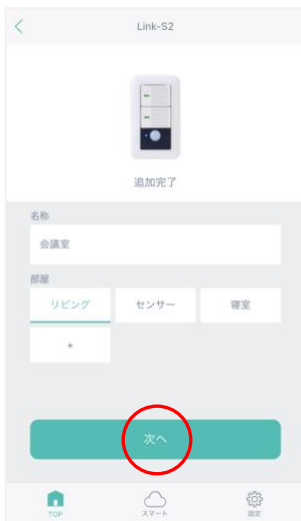 Link-S2
追加完了
名称
会議室
部屋
リビング センサー 寝室
+
次へ
TOP スマート 設定